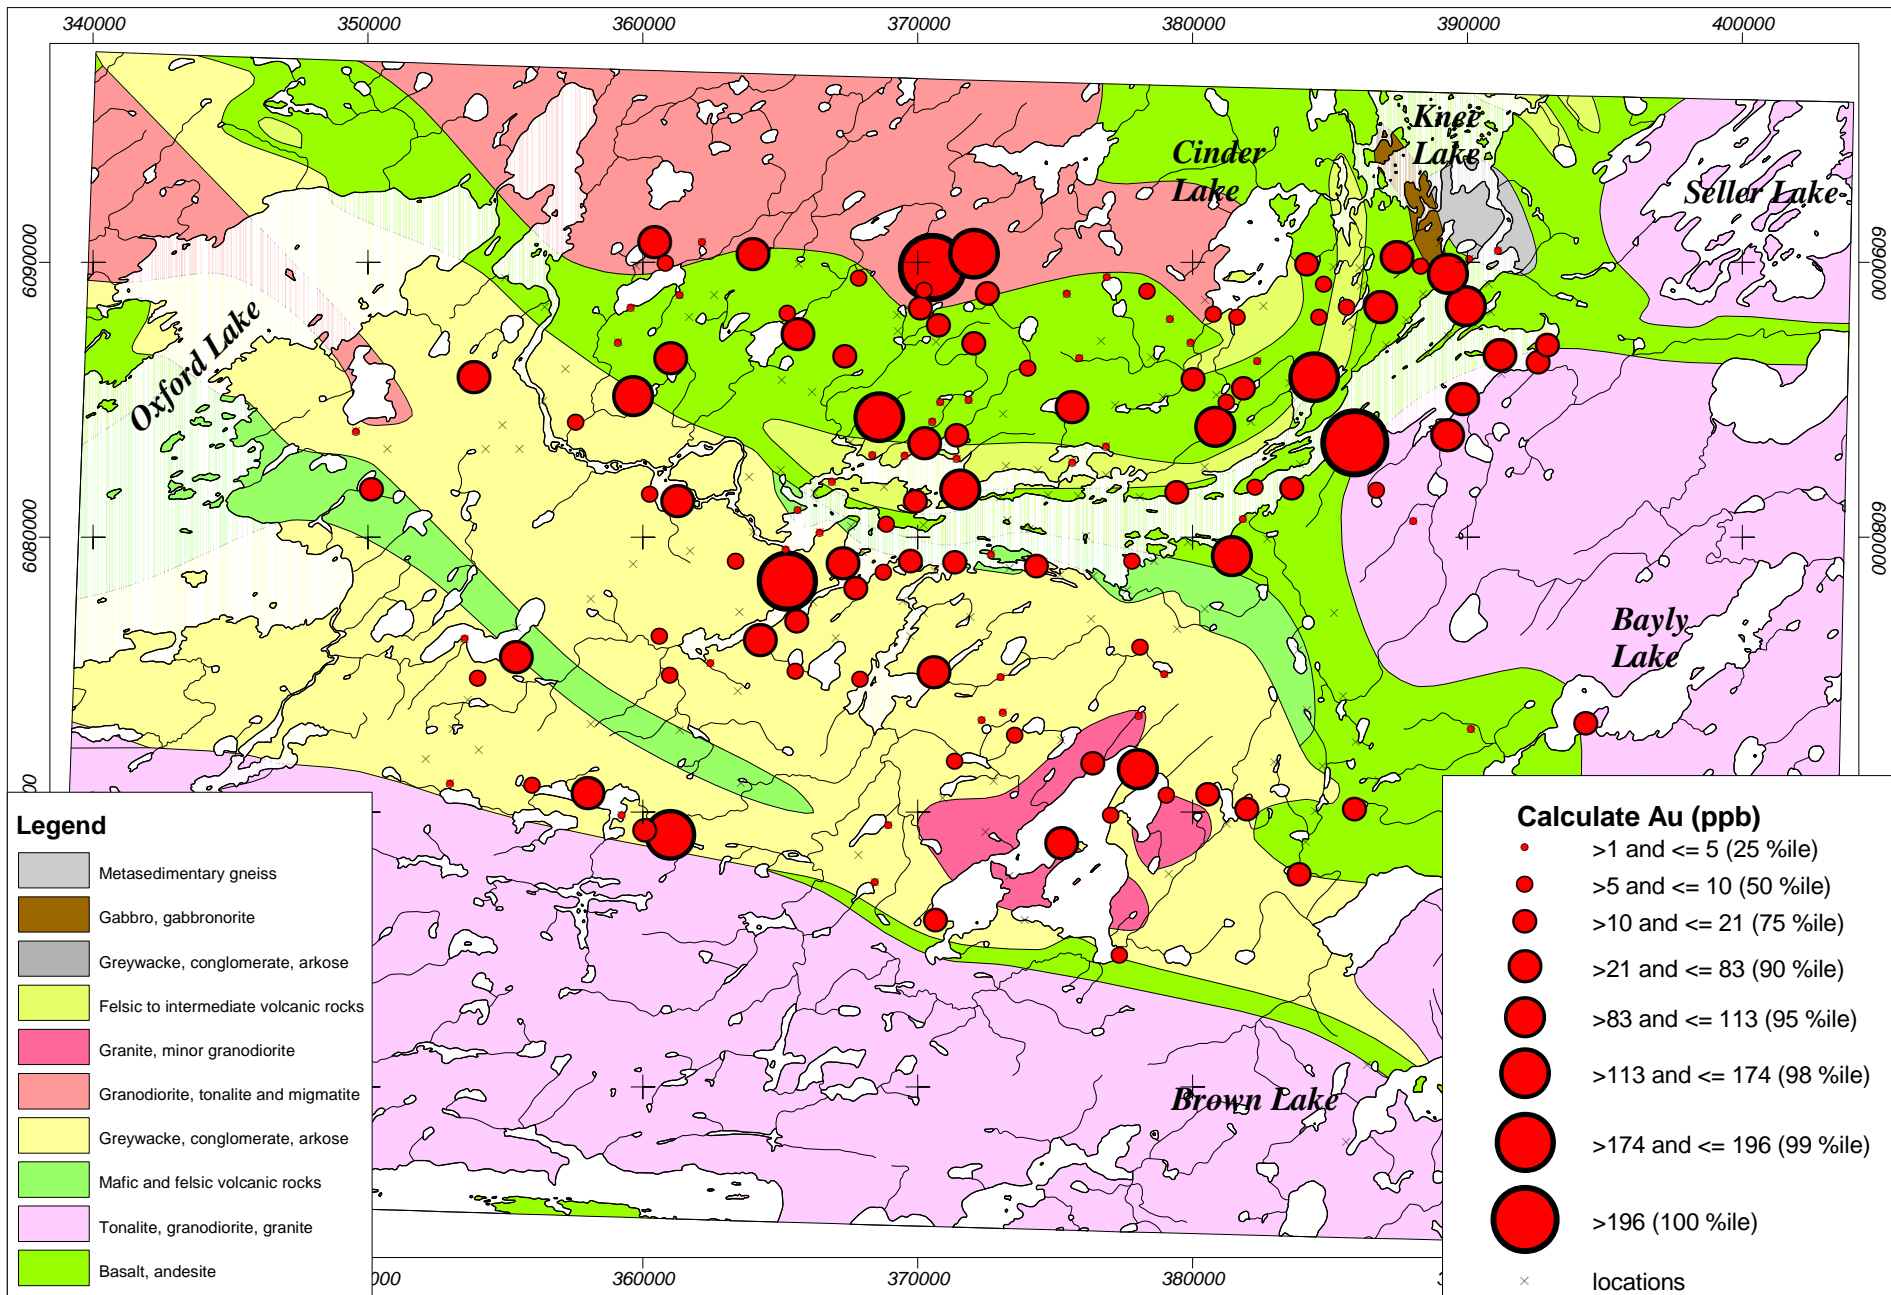 340000 350000 360000 370000 380000 390000 400000
Knee
Lake
Cinder
Lake
Seller Lake
6090000
6090000
Oxford Lake
6080000
6080000
Bayly
Lake
Brown Lake
Legend
Metasedimentary gneiss
Gabbro, gabbronorite
Greywacke, conglomerate, arkose
Felsic to intermediate volcanic rocks
Granite, minor granodiorite
Granodiorite, tonalite and migmatite
Greywacke, conglomerate, arkose
Mafic and felsic volcanic rocks
Tonalite, granodiorite, granite
Basalt, andesite
Calculate Au (ppb)
>1 and <= 5 (25 %ile)
>5 and <= 10 (50 %ile)
>10 and <= 21 (75 %ile)
>21 and <= 83 (90 %ile)
>83 and <= 113 (95 %ile)
>113 and <= 174 (98 %ile)
>174 and <= 196 (99 %ile)
>196 (100 %ile)
locations
360000 370000 380000